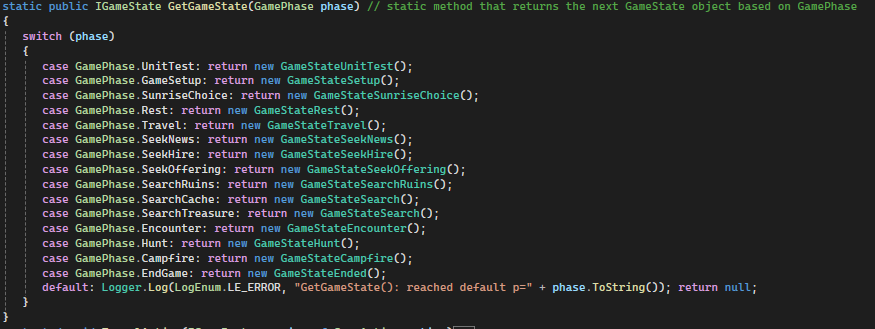 static public IGameState GetGameState(GamePhase phase) // static method that returns the next GameState object based on GamePhase
{
switch (phase)
{
case GamePhase.UnitTest: return new GameStateUnitTest();
case GamePhase.GameSetup: return new GameStateSetup();
case GamePhase.SunriseChoice: return new GameStateSunriseChoice();
case GamePhase.Rest: return new GameStateRest();
case GamePhase.Travel: return new GameStateTravel();
case GamePhase.SeekNews: return new GameStateSeekNews();
case GamePhase.SeekHire: return new GameStateSeekHire();
case GamePhase.SeekOffering: return new GameStateSeekOffering();
case GamePhase.SearchRuins: return new GameStateSearchRuins();
case GamePhase.SearchCache: return new GameStateSearch();
case GamePhase.SearchTreasure: return new GameStateSearch();
case GamePhase.Encounter: return new GameStateEncounter();
case GamePhase.Hunt: return new GameStateHunt();
case GamePhase.Campfire: return new GameStateCampfire();
case GamePhase.EndGame: return new GameStateEnded();
default: Logger.Log(LogEnum.LE_ERROR, "GetGameState(): reached default p=" + phase.ToString()); return null;
}
}